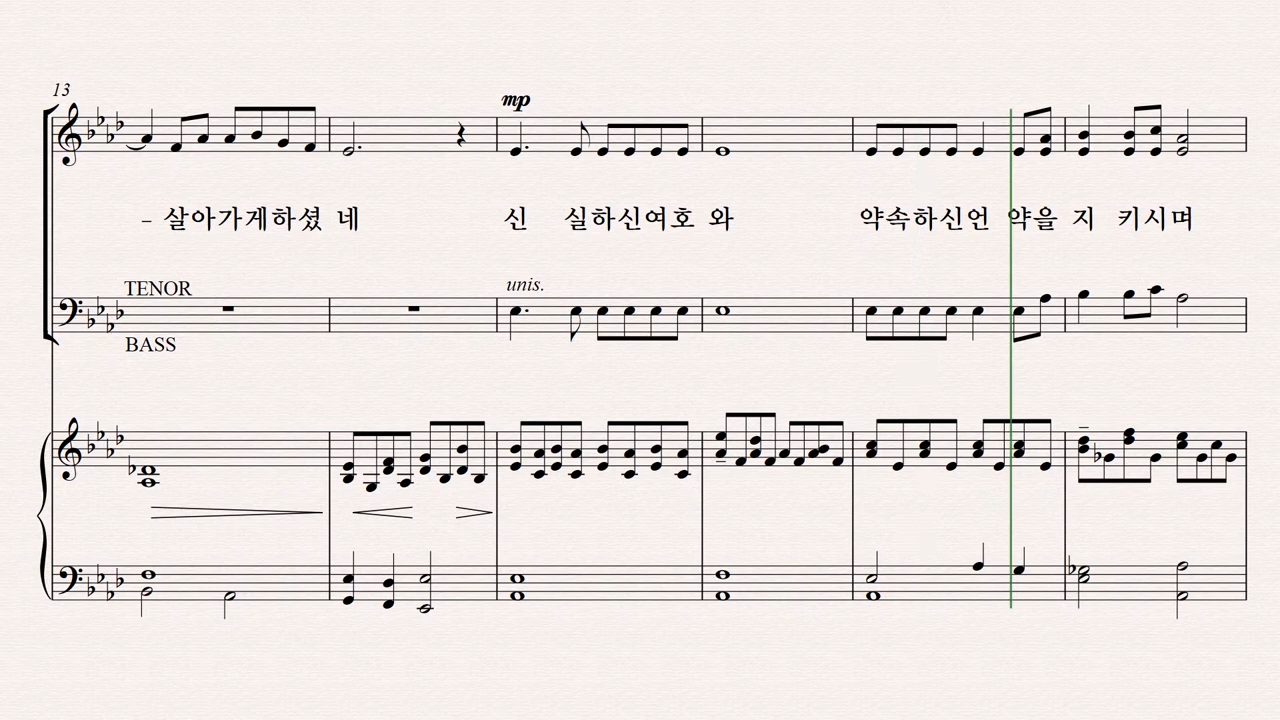 13
mp
- 살아가게하셨 네 신 실하신여호 와 약속하신언 약을 지 키시며
TENOR
unis.
BASS